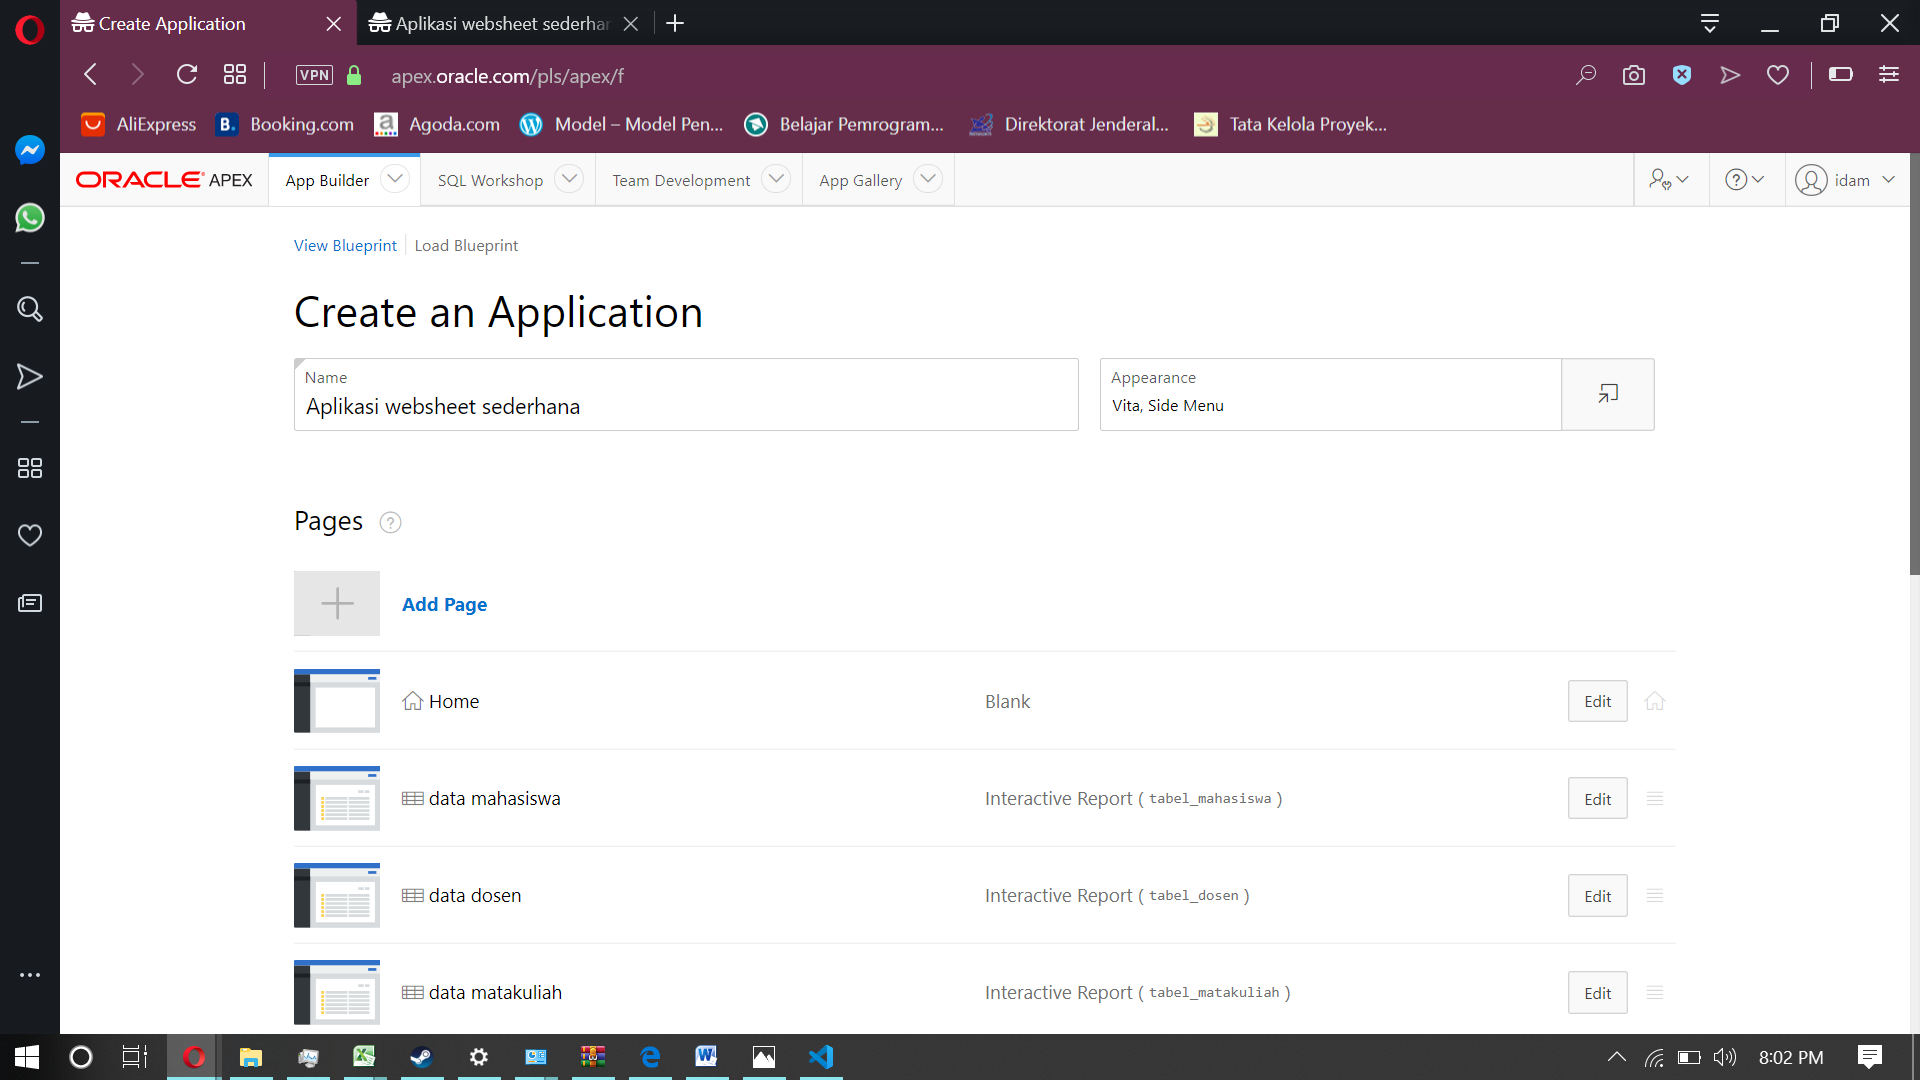 Create Application
Aplikasi websheet sederhar
VPN
apex.oracle.com/pls/apex/f
AliExpress
B. Booking.com
a Agoda.com
Model – Model Pen...
Belajar Pemrogram...
Direktorat Jenderal...
Tata Kelola Proyek...
ORACLE APEX
App Builder
SQL Workshop
Team Development
App Gallery
idam
View Blueprint
Load Blueprint
Create an Application
Name
Aplikasi websheet sederhana
Appearance
Vita, Side Menu
Pages
Add Page
Home
Blank
Edit
data mahasiswa
Interactive Report ( tabel_mahasiswa )
Edit
data dosen
Interactive Report ( tabel_dosen )
Edit
data matakuliah
Interactive Report ( tabel_matakuliah )
Edit
8:02 PM